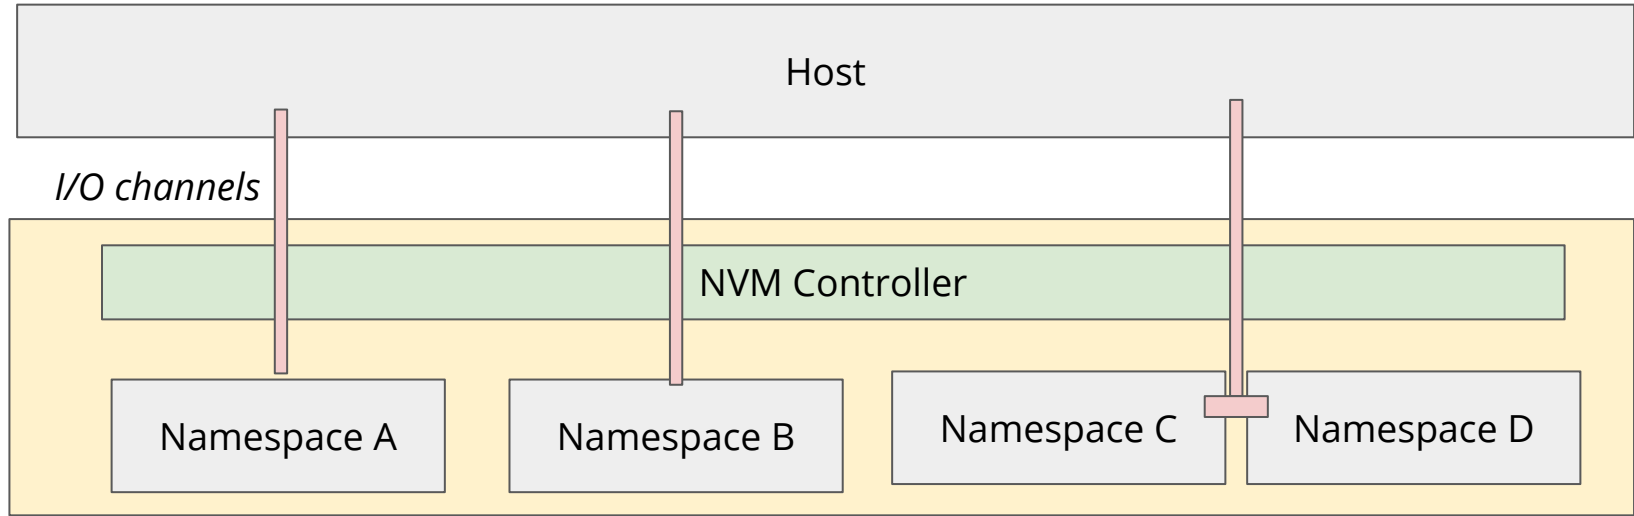 Host
I/O channels
NVM Controller
Namespace A
Namespace B
Namespace C
Namespace D